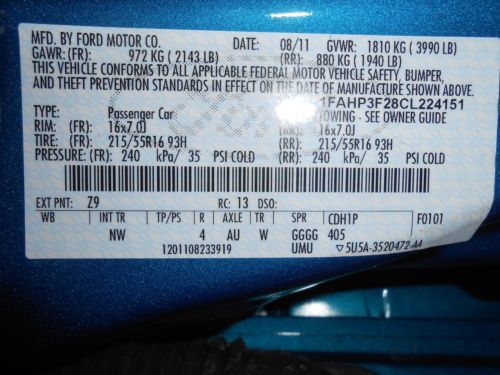 MFD. BY FORD MOTOR CO. DATE: 08/11 GVWR: 1810 KG ( 3990 LB)
GAWR: (FR): 972 KG ( 2143 LB) (RR): 880 KG ( 1940 LB)
THIS VEHICLE CONFORMS TO ALL APPLICABLE FEDERAL MOTOR VEHICLE SAFETY, BUMPER,
AND THEFT PREVENTION STANDARDS IN EFFECT ON THE DATE OF MANUFACTURE SHOWN ABOVE
1FAHP3F28CL224151
TYPE: Passenger Car TOWING - SEE OWNER GUIDE
RIM: (FR): 16x7.0J (RR): 16x7.0J
TIRE: (FR): 215/55R16 93H (RR): 215/55R16 93H
PRESSURE: (FR): 240 kPa/ 35 PSI COLD (RR): 240 kPa/ 35 PSI COLD
EXT PNT: Z9 RC: 13 DSO:
WB INT TR TP/PS R AXLE TR SPR CDH1P F0101
NW 4 AU W GGGG 405
1201108233919 UMU ▽5U5A-3520472-AA